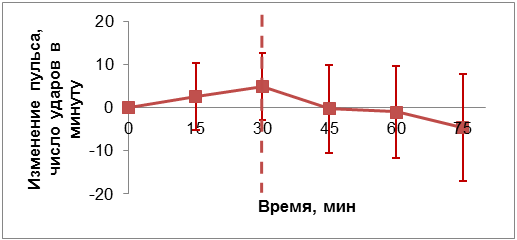 Изменение пульса,
число ударов в
минуту
20
10
0
-10
-20
0 15 30 45 60 75
Время, мин